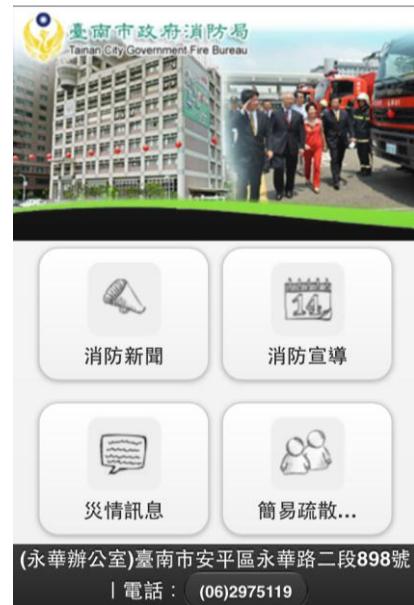 臺南市政府消防局
Tainan City Government Fire Bureau
14
消防新聞
消防宣導
災情訊息
簡易疏散...
(永華辦公室)臺南市安平區永華路二段898號
| 電話： (06)2975119